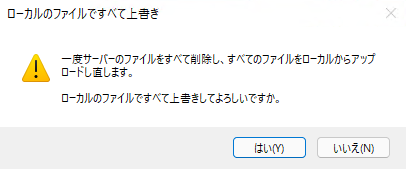 ローカルのファイルですべて上書き
一度サーバーのファイルをすべて削除し、すべてのファイルをローカルからアップ
ロードし直します。
ローカルのファイルですべて上書きしてよろしいですか。
はい(Y)
いいえ(N)